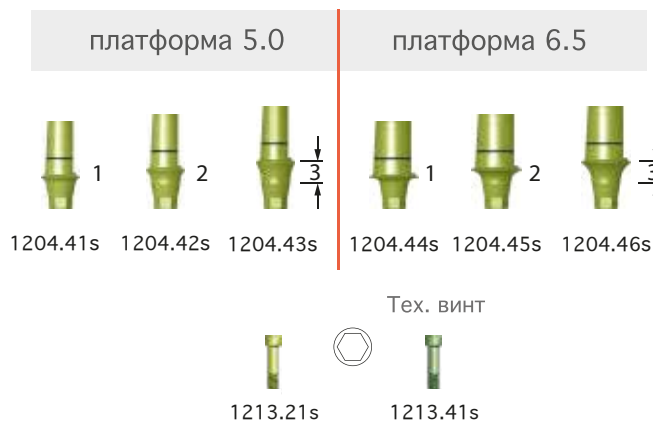 платформа 5.0
платформа 6.5
1 2 3 1 2 3
1204.41s 1204.42s 1204.43s 1204.44s 1204.45s 1204.46s
Тех. винт
1213.21s 1213.41s